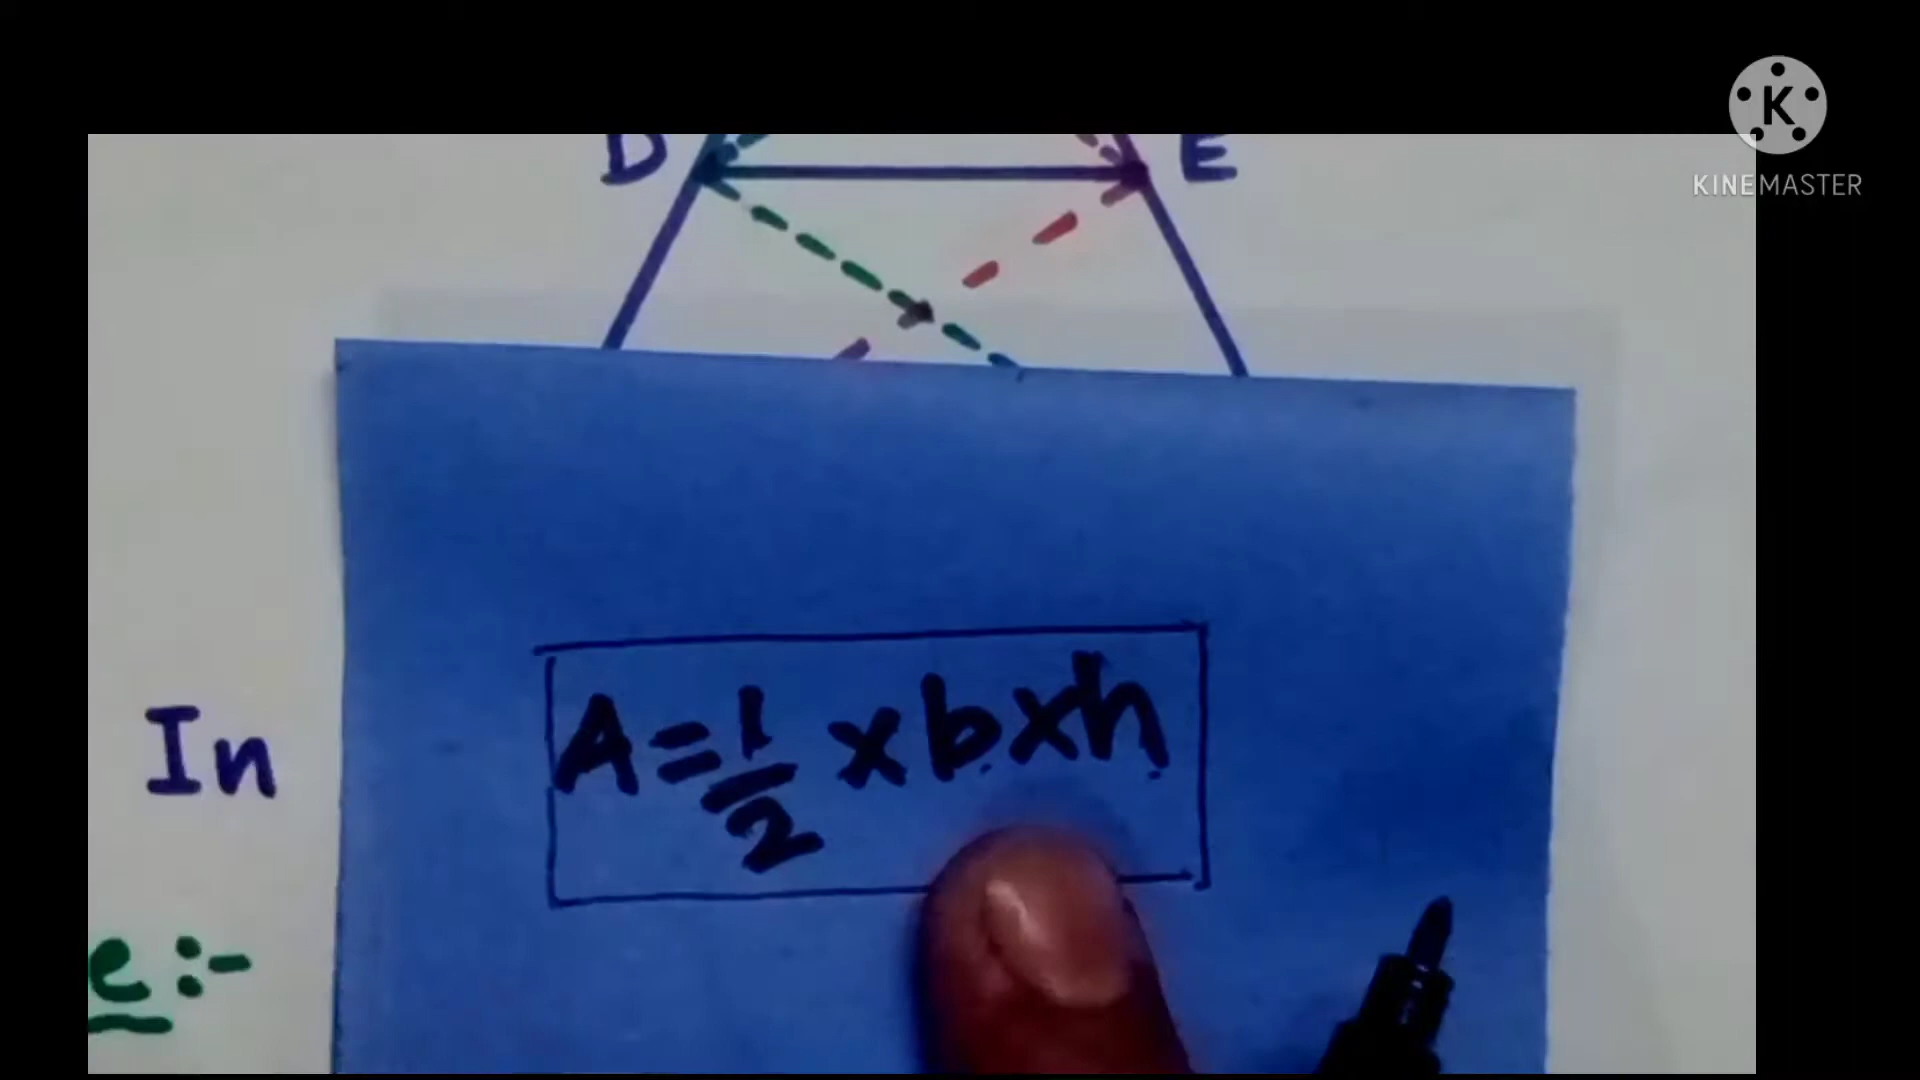 D E
K
KINEMASTER
A = 1/2 x b x h
In
e:-